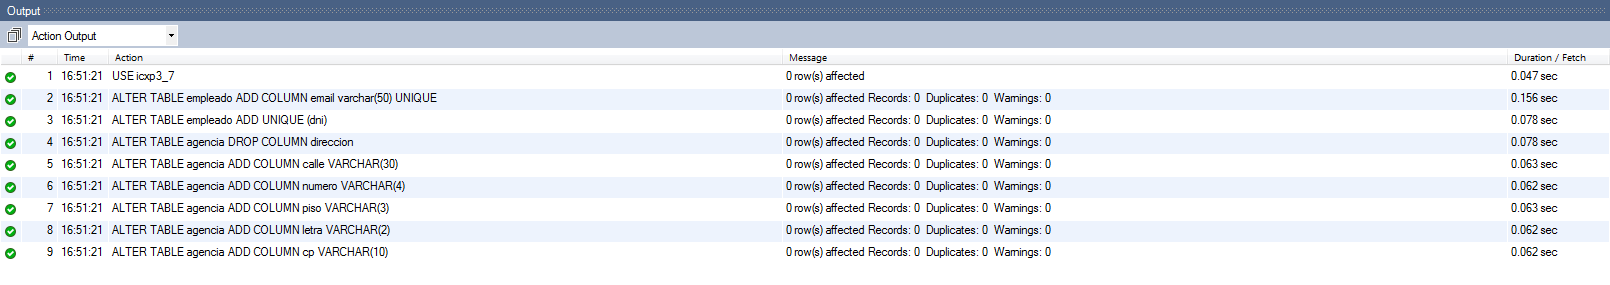 Output
Action Output
# Time Action Message Duration / Fetch
1 16:51:21 USE icxp3_7 0 row(s) affected 0.047 sec
2 16:51:21 ALTER TABLE empleado ADD COLUMN email varchar(50) UNIQUE 0 row(s) affected Records: 0 Duplicates: 0 Warnings: 0 0.156 sec
3 16:51:21 ALTER TABLE empleado ADD UNIQUE (dni) 0 row(s) affected Records: 0 Duplicates: 0 Warnings: 0 0.078 sec
4 16:51:21 ALTER TABLE agencia DROP COLUMN direccion 0 row(s) affected Records: 0 Duplicates: 0 Warnings: 0 0.078 sec
5 16:51:21 ALTER TABLE agencia ADD COLUMN calle VARCHAR(30) 0 row(s) affected Records: 0 Duplicates: 0 Warnings: 0 0.063 sec
6 16:51:21 ALTER TABLE agencia ADD COLUMN numero VARCHAR(4) 0 row(s) affected Records: 0 Duplicates: 0 Warnings: 0 0.062 sec
7 16:51:21 ALTER TABLE agencia ADD COLUMN piso VARCHAR(3) 0 row(s) affected Records: 0 Duplicates: 0 Warnings: 0 0.063 sec
8 16:51:21 ALTER TABLE agencia ADD COLUMN letra VARCHAR(2) 0 row(s) affected Records: 0 Duplicates: 0 Warnings: 0 0.062 sec
9 16:51:21 ALTER TABLE agencia ADD COLUMN cp VARCHAR(10) 0 row(s) affected Records: 0 Duplicates: 0 Warnings: 0 0.062 sec